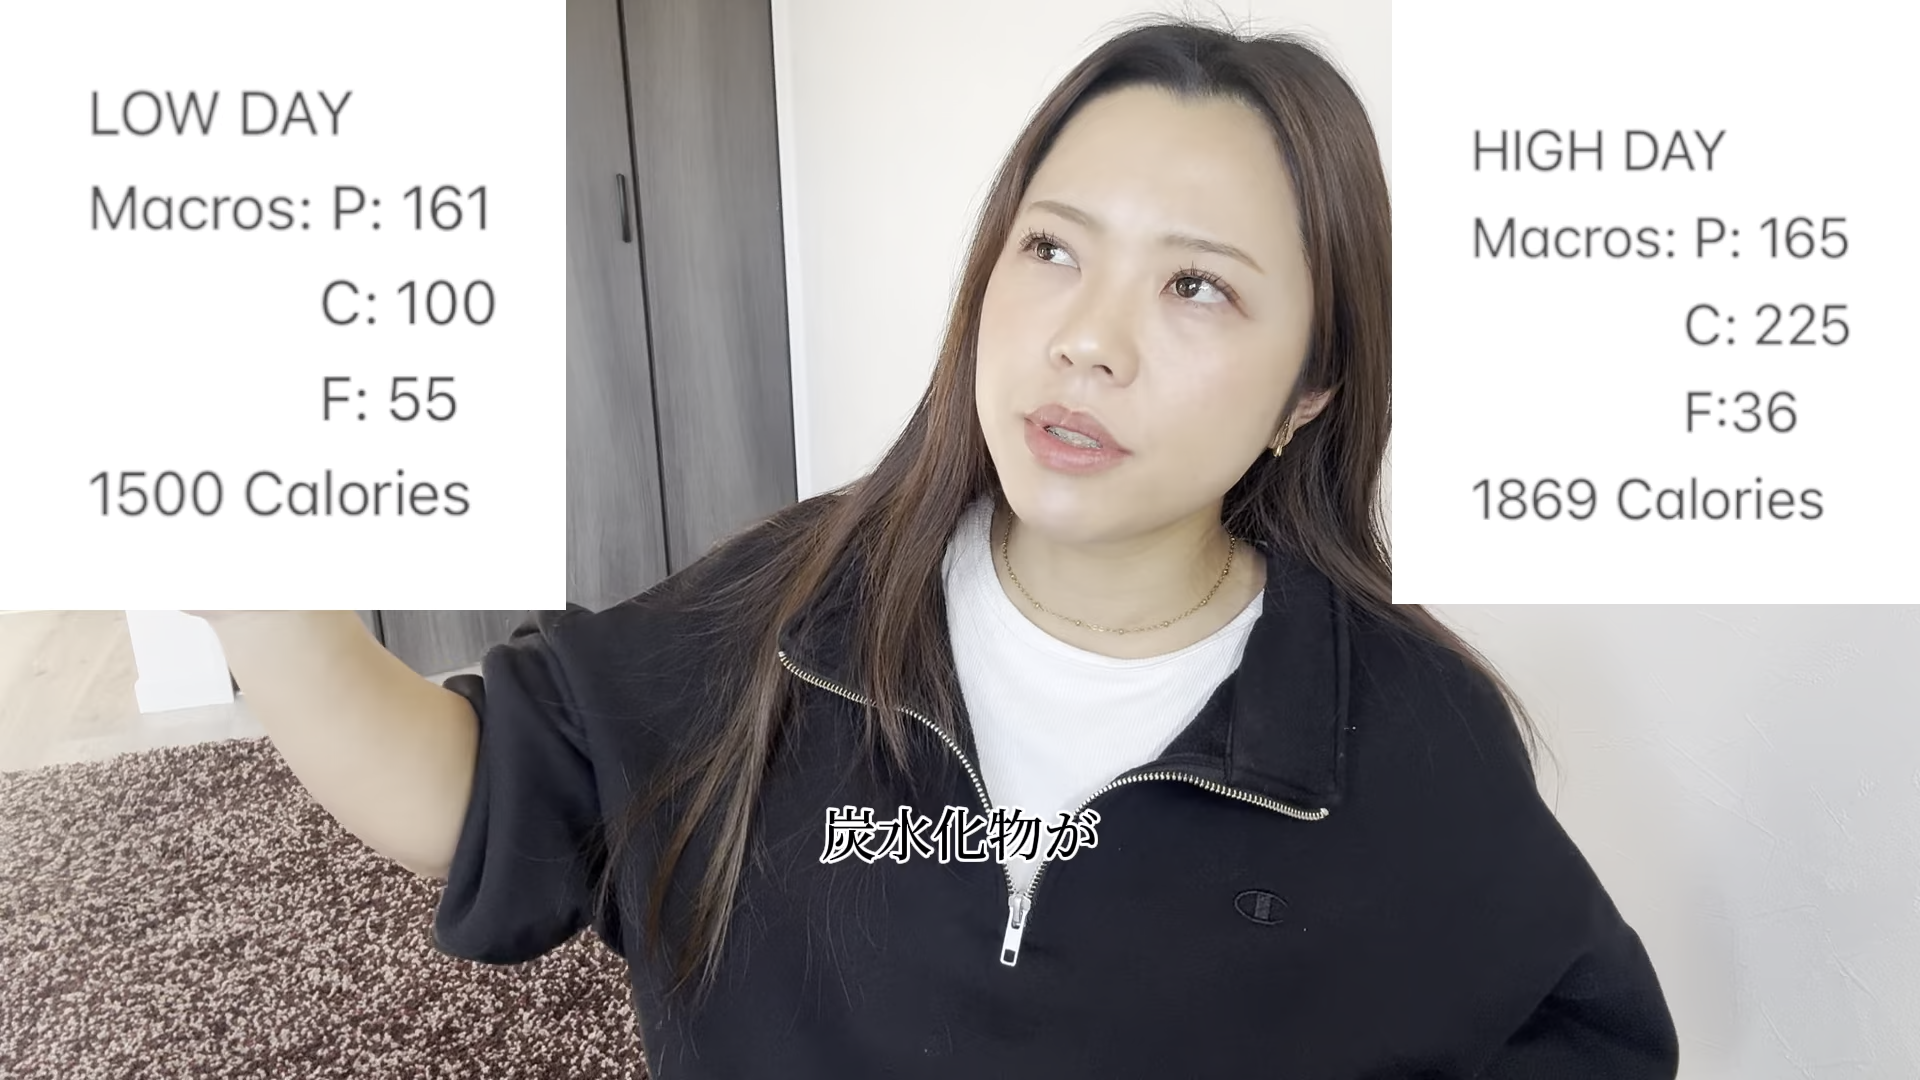 LOW DAY
Macros: P: 161
C: 100
F: 55
1500 Calories
HIGH DAY
Macros: P: 165
C: 225
F:36
1869 Calories
炭水化物が